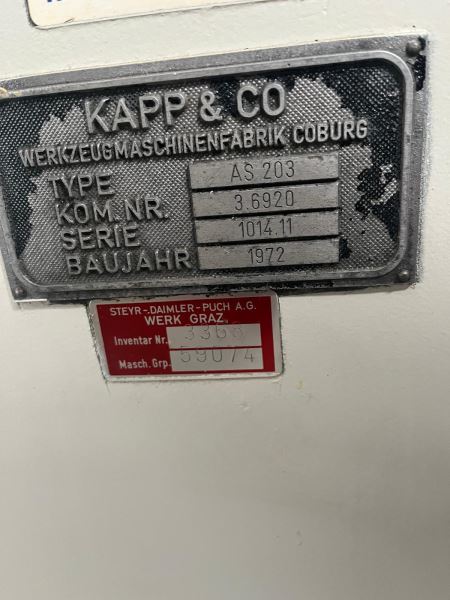 KAPP & CO
WERKZEUGMASCHINENFABRIK COBURG
TYPE AS 203
KOM. NR. 3.6920
SERIE 1014.11
BAUJAHR 1972
STEYR-DAIMLER-PUCH A.G.
WERK GRAZ
Inventar Nr. 3368
Masch. Grp. 59074